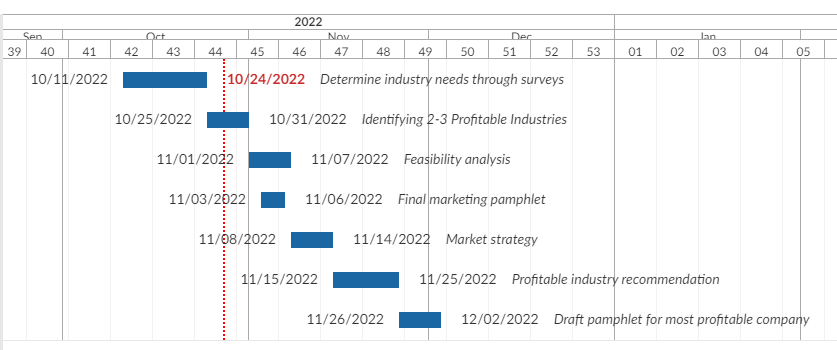 2022
Sep Oct Nov Dec Jan
39 40 41 42 43 44 45 46 47 48 49 50 51 52 53 01 02 03 04 05
10/11/2022 10/24/2022 Determine industry needs through surveys
10/25/2022 10/31/2022 Identifying 2-3 Profitable Industries
11/01/2022 11/07/2022 Feasibility analysis
11/03/2022 11/06/2022 Final marketing pamphlet
11/08/2022 11/14/2022 Market strategy
11/15/2022 11/25/2022 Profitable industry recommendation
11/26/2022 12/02/2022 Draft pamphlet for most profitable company